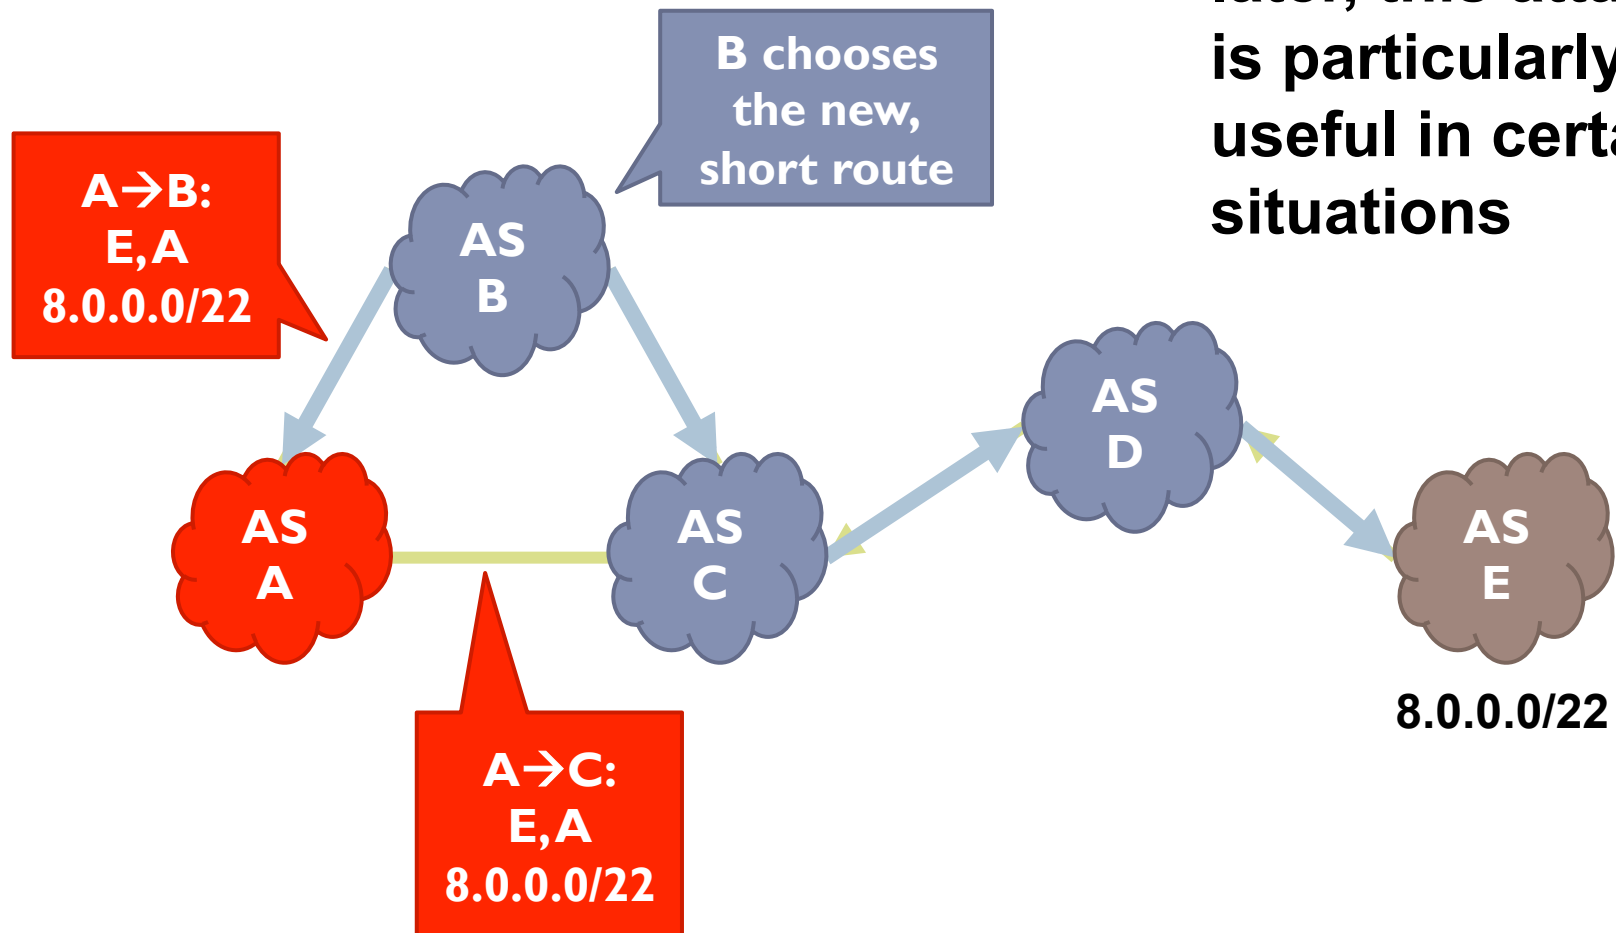 is particularly
situations
useful in
B chooses
the new,
short route
A→B:
E,A
8.0.0.0/22
AS
B
AS
D
AS
A
AS
C
AS
E
8.0.0.0/22
A→C:
E,A
8.0.0.0/22